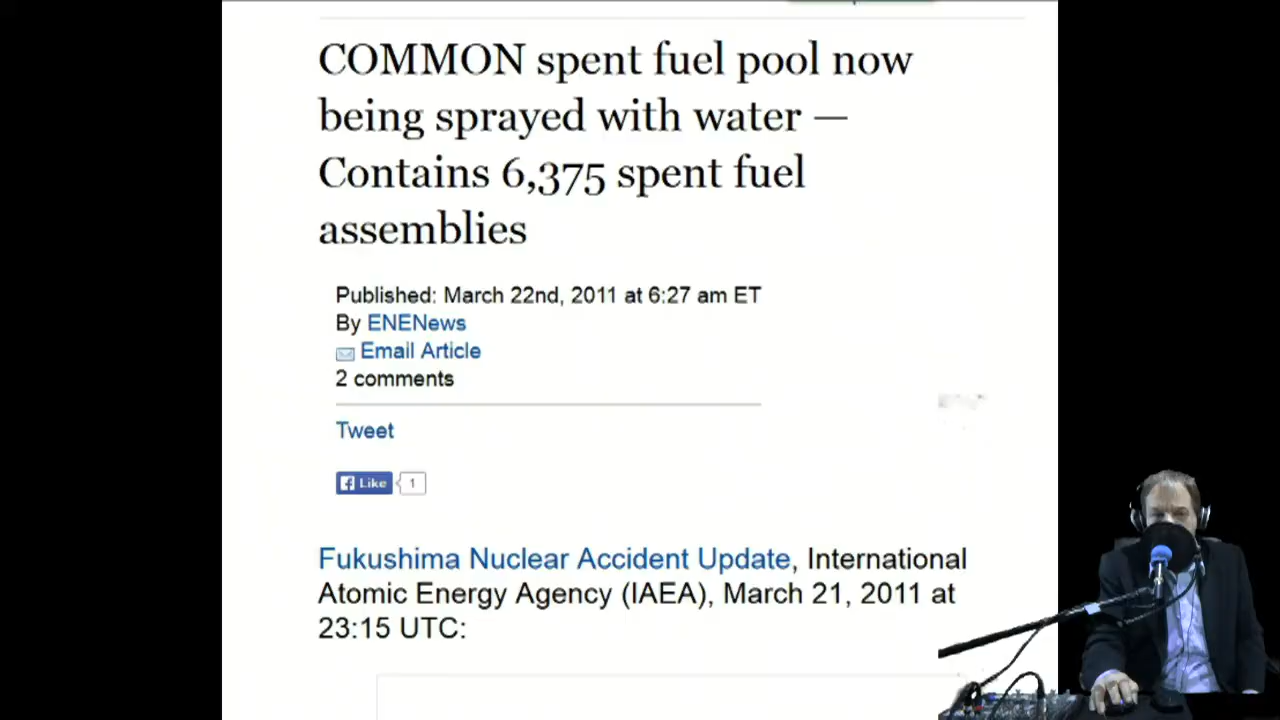 COMMON spent fuel pool now
being sprayed with water —
Contains 6,375 spent fuel
assemblies
Published: March 22nd, 2011 at 6:27 am ET
By ENENews
Email Article
2 comments
Tweet
Like 1
Fukushima Nuclear Accident Update, International
Atomic Energy Agency (IAEA), March 21, 2011 at
23:15 UTC: